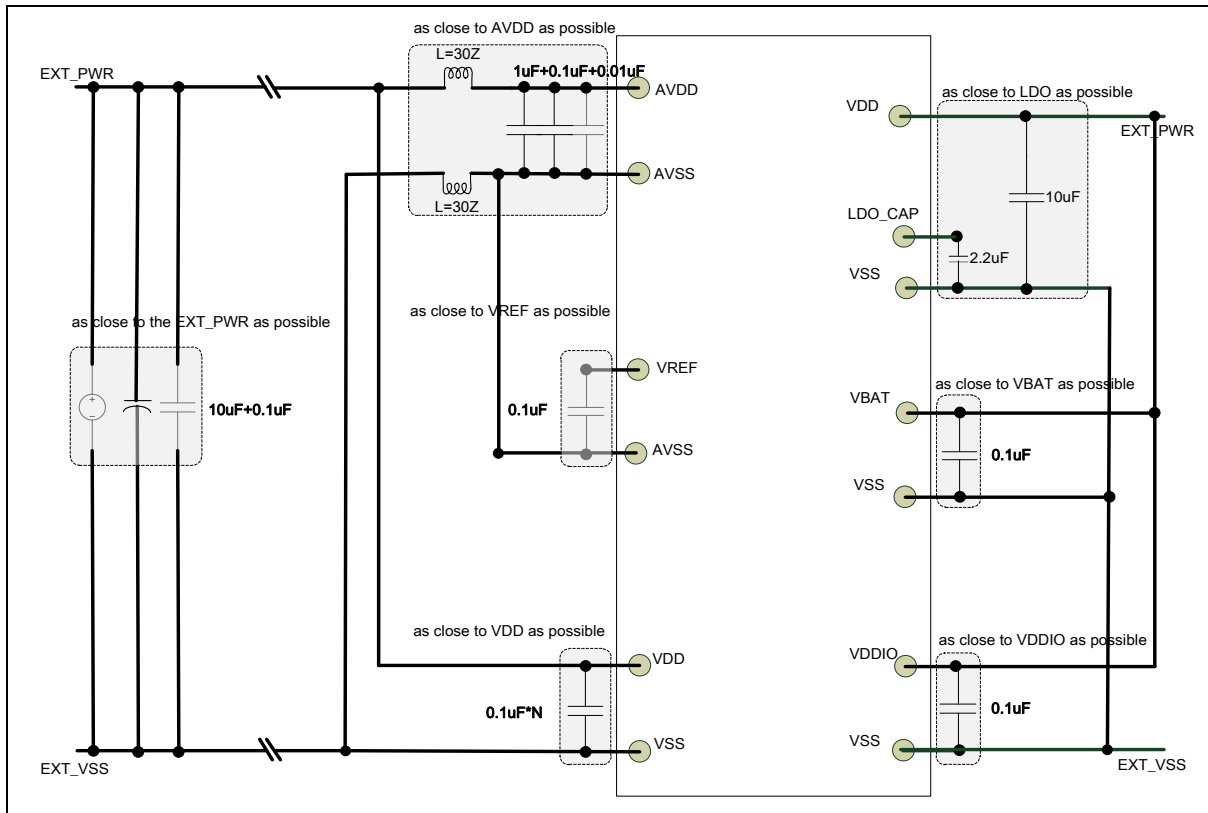 as close to AVDD as possible
L=30Z
EXT_PWR
1uF+0.1uF+0.01uF
AVDD
as close to LDO as possible
VDD
EXT_PWR
AVSS
L=30Z
10uF
LDO_CAP
2.2uF
VSS
as close to VREF as possible
as close to the EXT_PWR as possible
VREF
as close to VBAT as possible
VBAT
10uF+0.1uF
0.1uF
AVSS
0.1uF
VSS
as close to VDD as possible
as close to VDDIO as possible
VDD
VDDIO
0.1uF*N
0.1uF
VSS
VSS
EXT_VSS
EXT_VSS